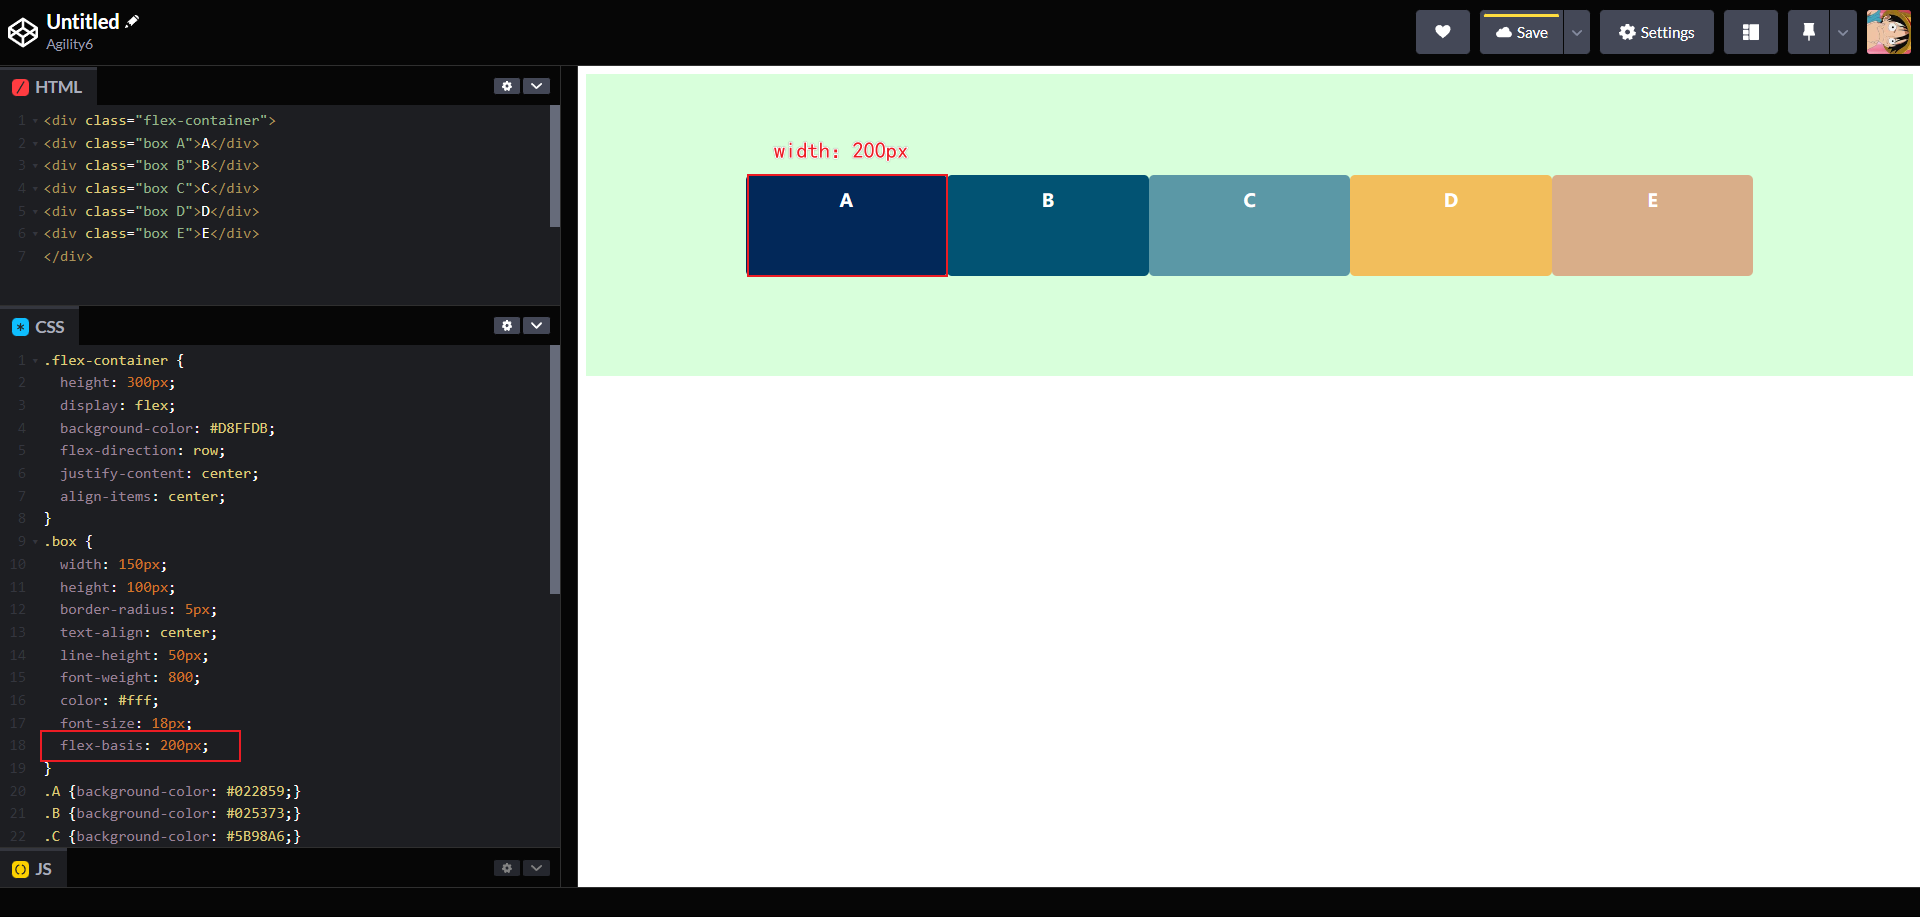 Untitled
Agility6
Save
Settings
HTML
1 <div class="flex-container">
2 <div class="box A">A</div>
3 <div class="box B">B</div>
4 <div class="box C">C</div>
5 <div class="box D">D</div>
6 <div class="box E">E</div>
7 </div>
CSS
1 .flex-container {
2 height: 300px;
3 display: flex;
4 background-color: #D8FFDB;
5 flex-direction: row;
6 justify-content: center;
7 align-items: center;
8 }
9 .box {
10 width: 150px;
11 height: 100px;
12 border-radius: 5px;
13 text-align: center;
14 line-height: 50px;
15 font-weight: 800;
16 color: #fff;
17 font-size: 18px;
18 flex-basis: 200px;
19 }
20 .A {background-color: #022859;}
21 .B {background-color: #025373;}
22 .C {background-color: #5B98A6;}
JS
width：200px
A B C D E